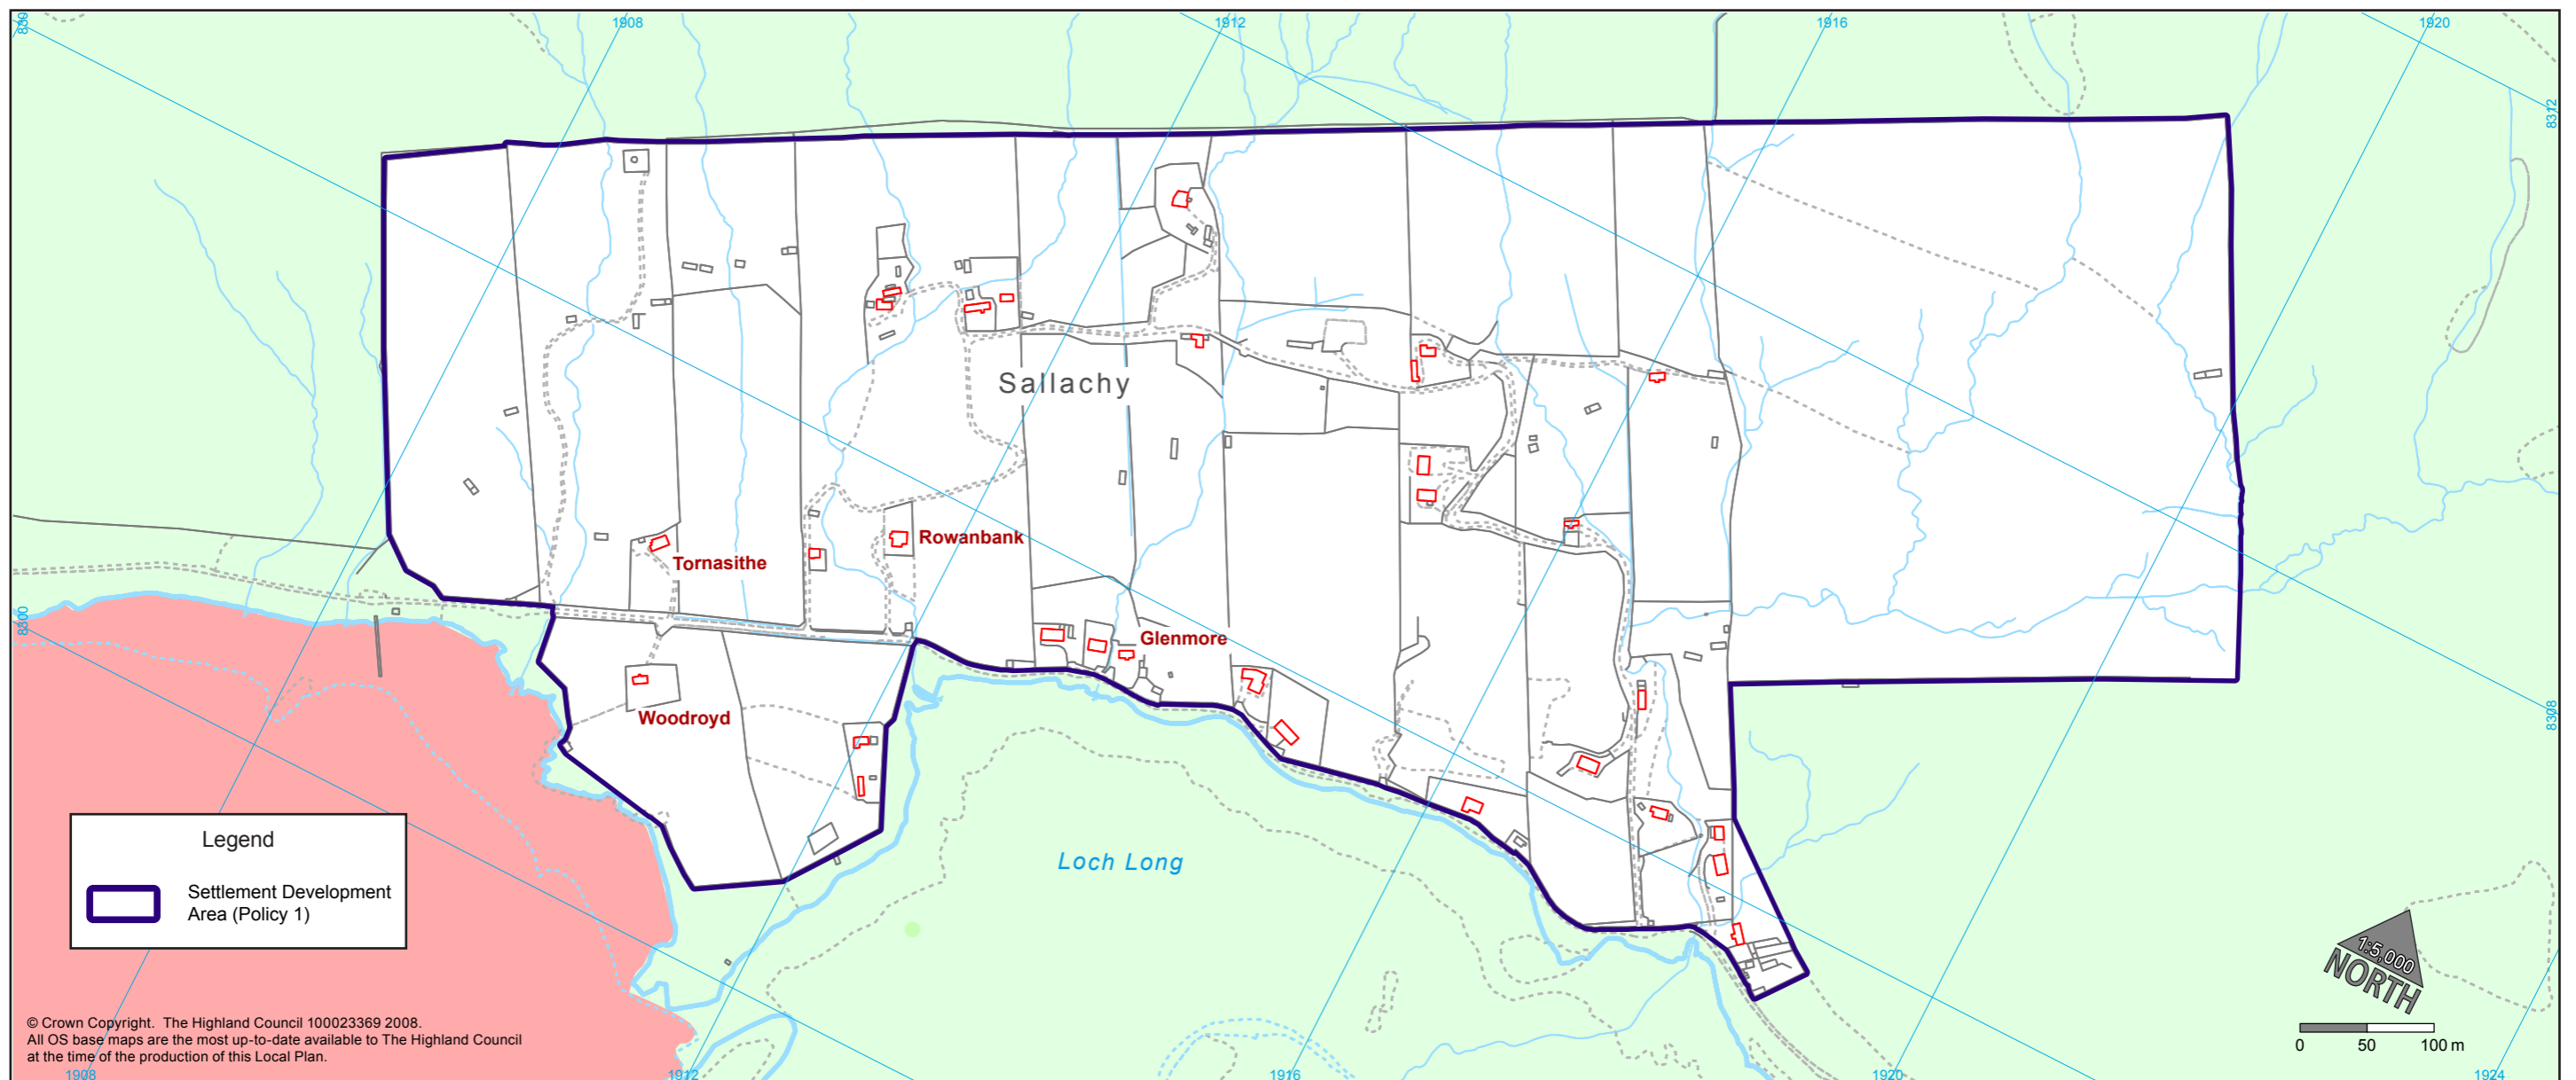 8300
1908
1912
1916
1920
8312
Sallachy
Rowanbank
Tornasithe
8300
Glenmore
8308
Woodroyd
Legend
Settlement Development
Area (Policy 1)
Loch Long
1:5,000
NORTH
0 50 100 m
© Crown Copyright. The Highland Council 100023369 2008.
All OS base maps are the most up-to-date available to The Highland Council
at the time of the production of this Local Plan.
1908
1912
1916
1920
1924